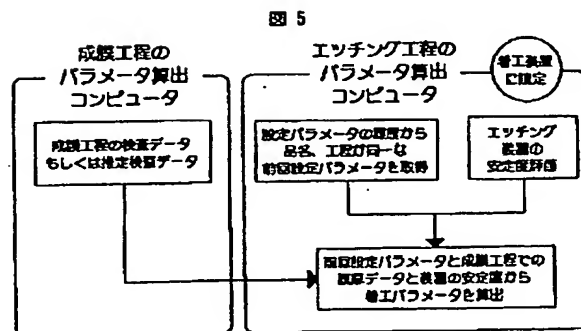 図 5
成膜工程の
パラメータ算出
コンピュータ
エッチング工程の
パラメータ算出
コンピュータ
着工装置
に設定
成膜工程の検査データ
もしくは推定検査データ
設定パラメータの履歴から
品名、工程が同一な
前回設定パラメータを取得
エッチング
装置の
安定度評価
前回設定パラメータと成膜工程での
データと装置の安定度から
着工パラメータを算出